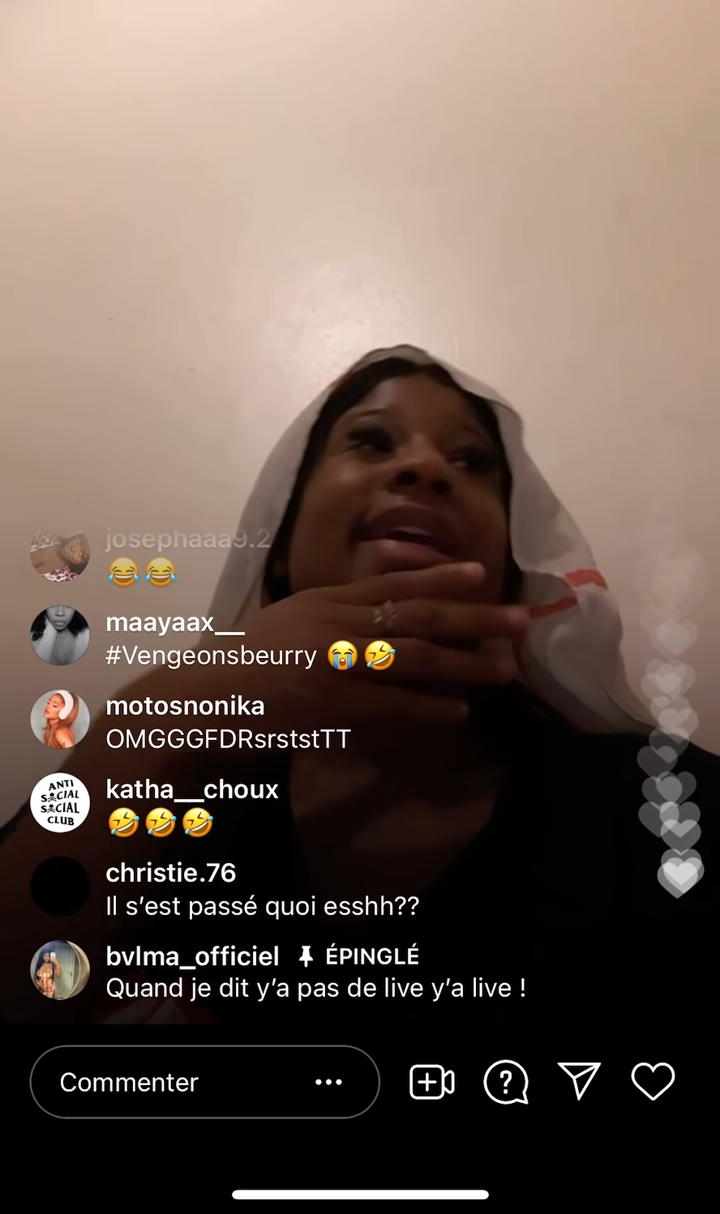 josephaaa9.2
😂😂
maayaax__
#Vengeonsbeurry 😭🤣
motosnonika
OMGGGFDRsrststTT
ANTI
SOCIAL
SOCIAL
CLUB
katha__choux
🤣🤣🤣
christie.76
Il s’est passé quoi esshh??
bvlma_officiel ÉPINGLÉ
Quand je dit y’a pas de live y’a live !
Commenter